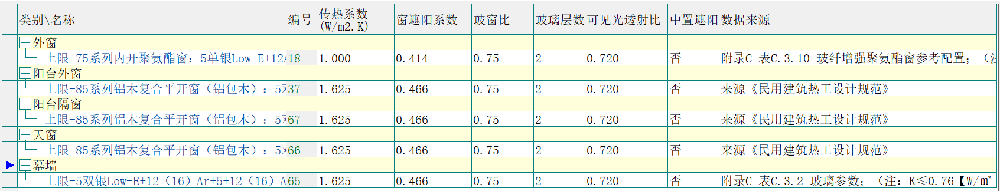 类别\名称 编号 传热系数(W/m2.K) 窗遮阳系数 玻窗比 玻璃层数 可见光透射比 中置遮阳 数据来源
外窗
上限-75系列内开聚氨酯窗：5单银Low-E+12A 18 1.000 0.414 0.75 2 0.720 否 附录C 表C.3.10 玻纤增强聚氨酯窗参考配置；（注
阳台外窗
上限-85系列铝木复合平开窗（铝包木）：5双 37 1.625 0.466 0.75 2 0.720 否 来源《民用建筑热工设计规范》
阳台隔窗
上限-85系列铝木复合平开窗（铝包木）：5双 67 1.625 0.466 0.75 2 0.720 否 来源《民用建筑热工设计规范》
天窗
上限-85系列铝木复合平开窗（铝包木）：5双 66 1.625 0.466 0.75 2 0.720 否 来源《民用建筑热工设计规范》
幕墙
上限-5双银Low-E+12（16）Ar+5+12（16）A 65 1.625 0.466 0.75 2 0.720 否 附录C 表C.3.2 玻璃参数；（注：K≤0.76【W/㎡